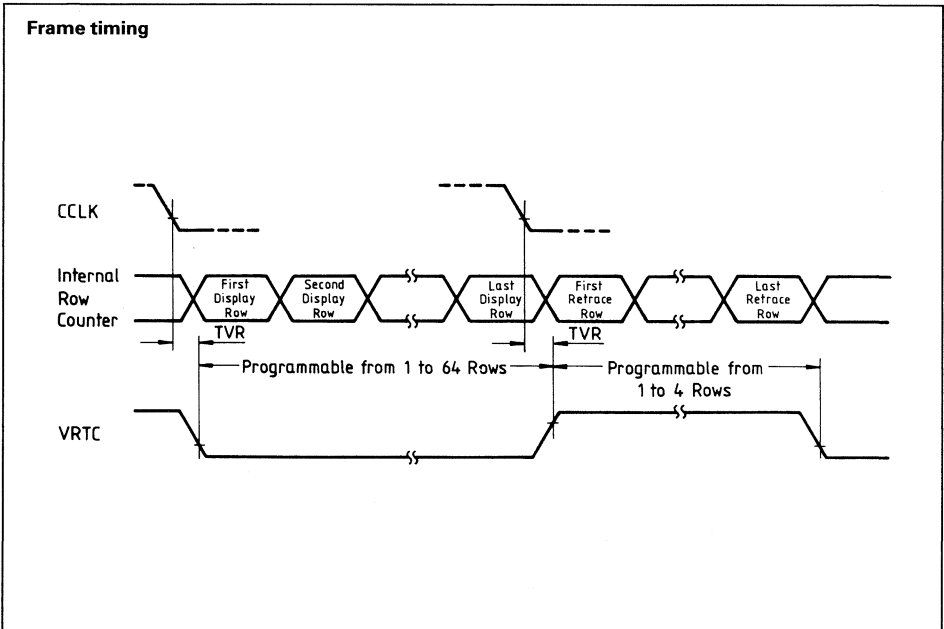 Frame timing
CCLK
Internal
Row
Counter
First
Display
Row
Second
Display
Row
Last
Display
Row
First
Retrace
Row
Last
Retrace
Row
TVR
TVR
Programmable from 1 to 64 Rows
Programmable from
1 to 4 Rows
VRTC